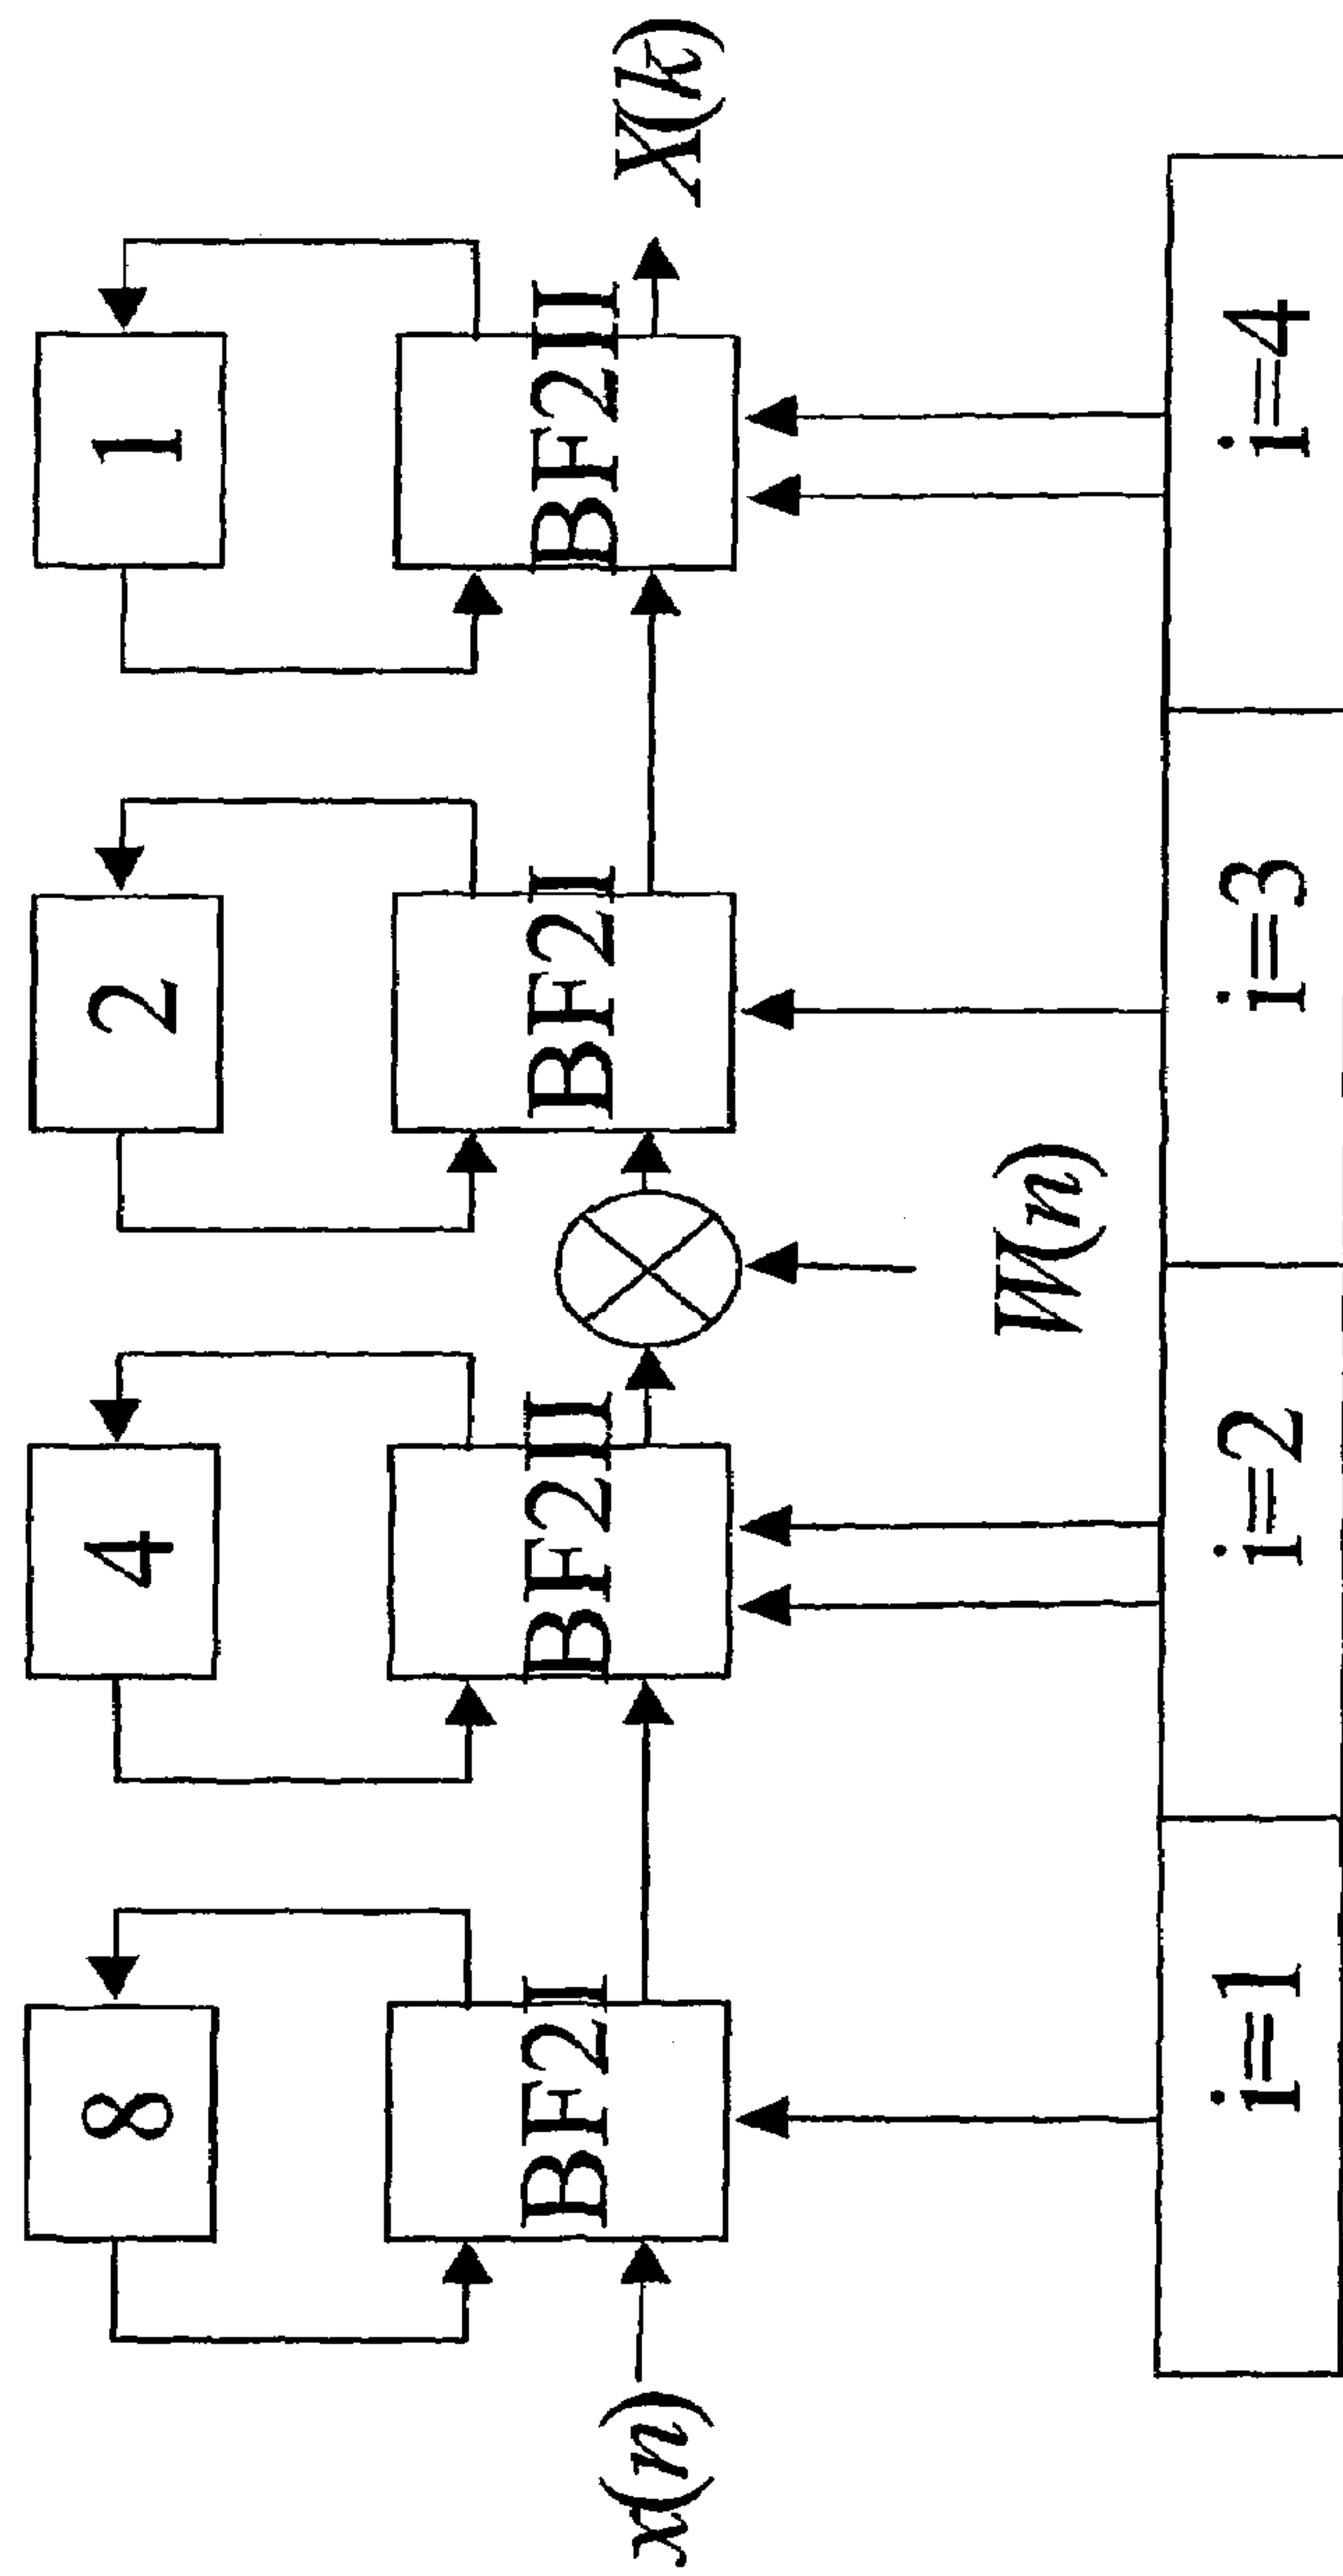 8
4
2
1
x(n)
BF2I
BF2II
BF2I
BF2II
X(k)
W(n)
i=1
i=2
i=3
i=4